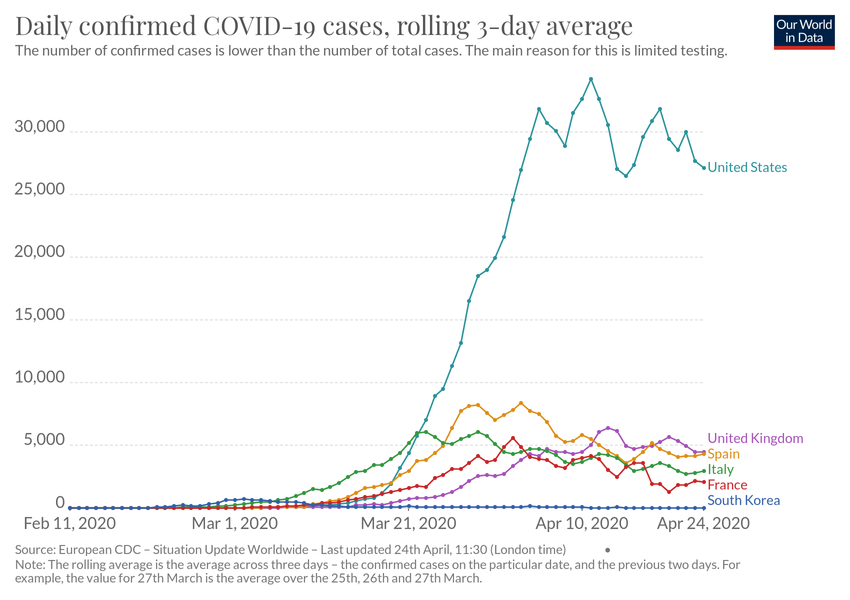 Daily confirmed COVID-19 cases, rolling 3-day average
Our World
in Data
The number of confirmed cases is lower than the number of total cases. The main reason for this is limited testing.
30,000
25,000
20,000
15,000
10,000
5,000
0
United States
United Kingdom
Spain
Italy
France
South Korea
Feb 11, 2020
Mar 1, 2020
Mar 21, 2020
Apr 10, 2020
Apr 24, 2020
Source: European CDC – Situation Update Worldwide – Last updated 24th April, 11:30 (London time)
Note: The rolling average is the average across three days – the confirmed cases on the particular date, and the previous two days. For
example, the value for 27th March is the average over the 25th, 26th and 27th March.